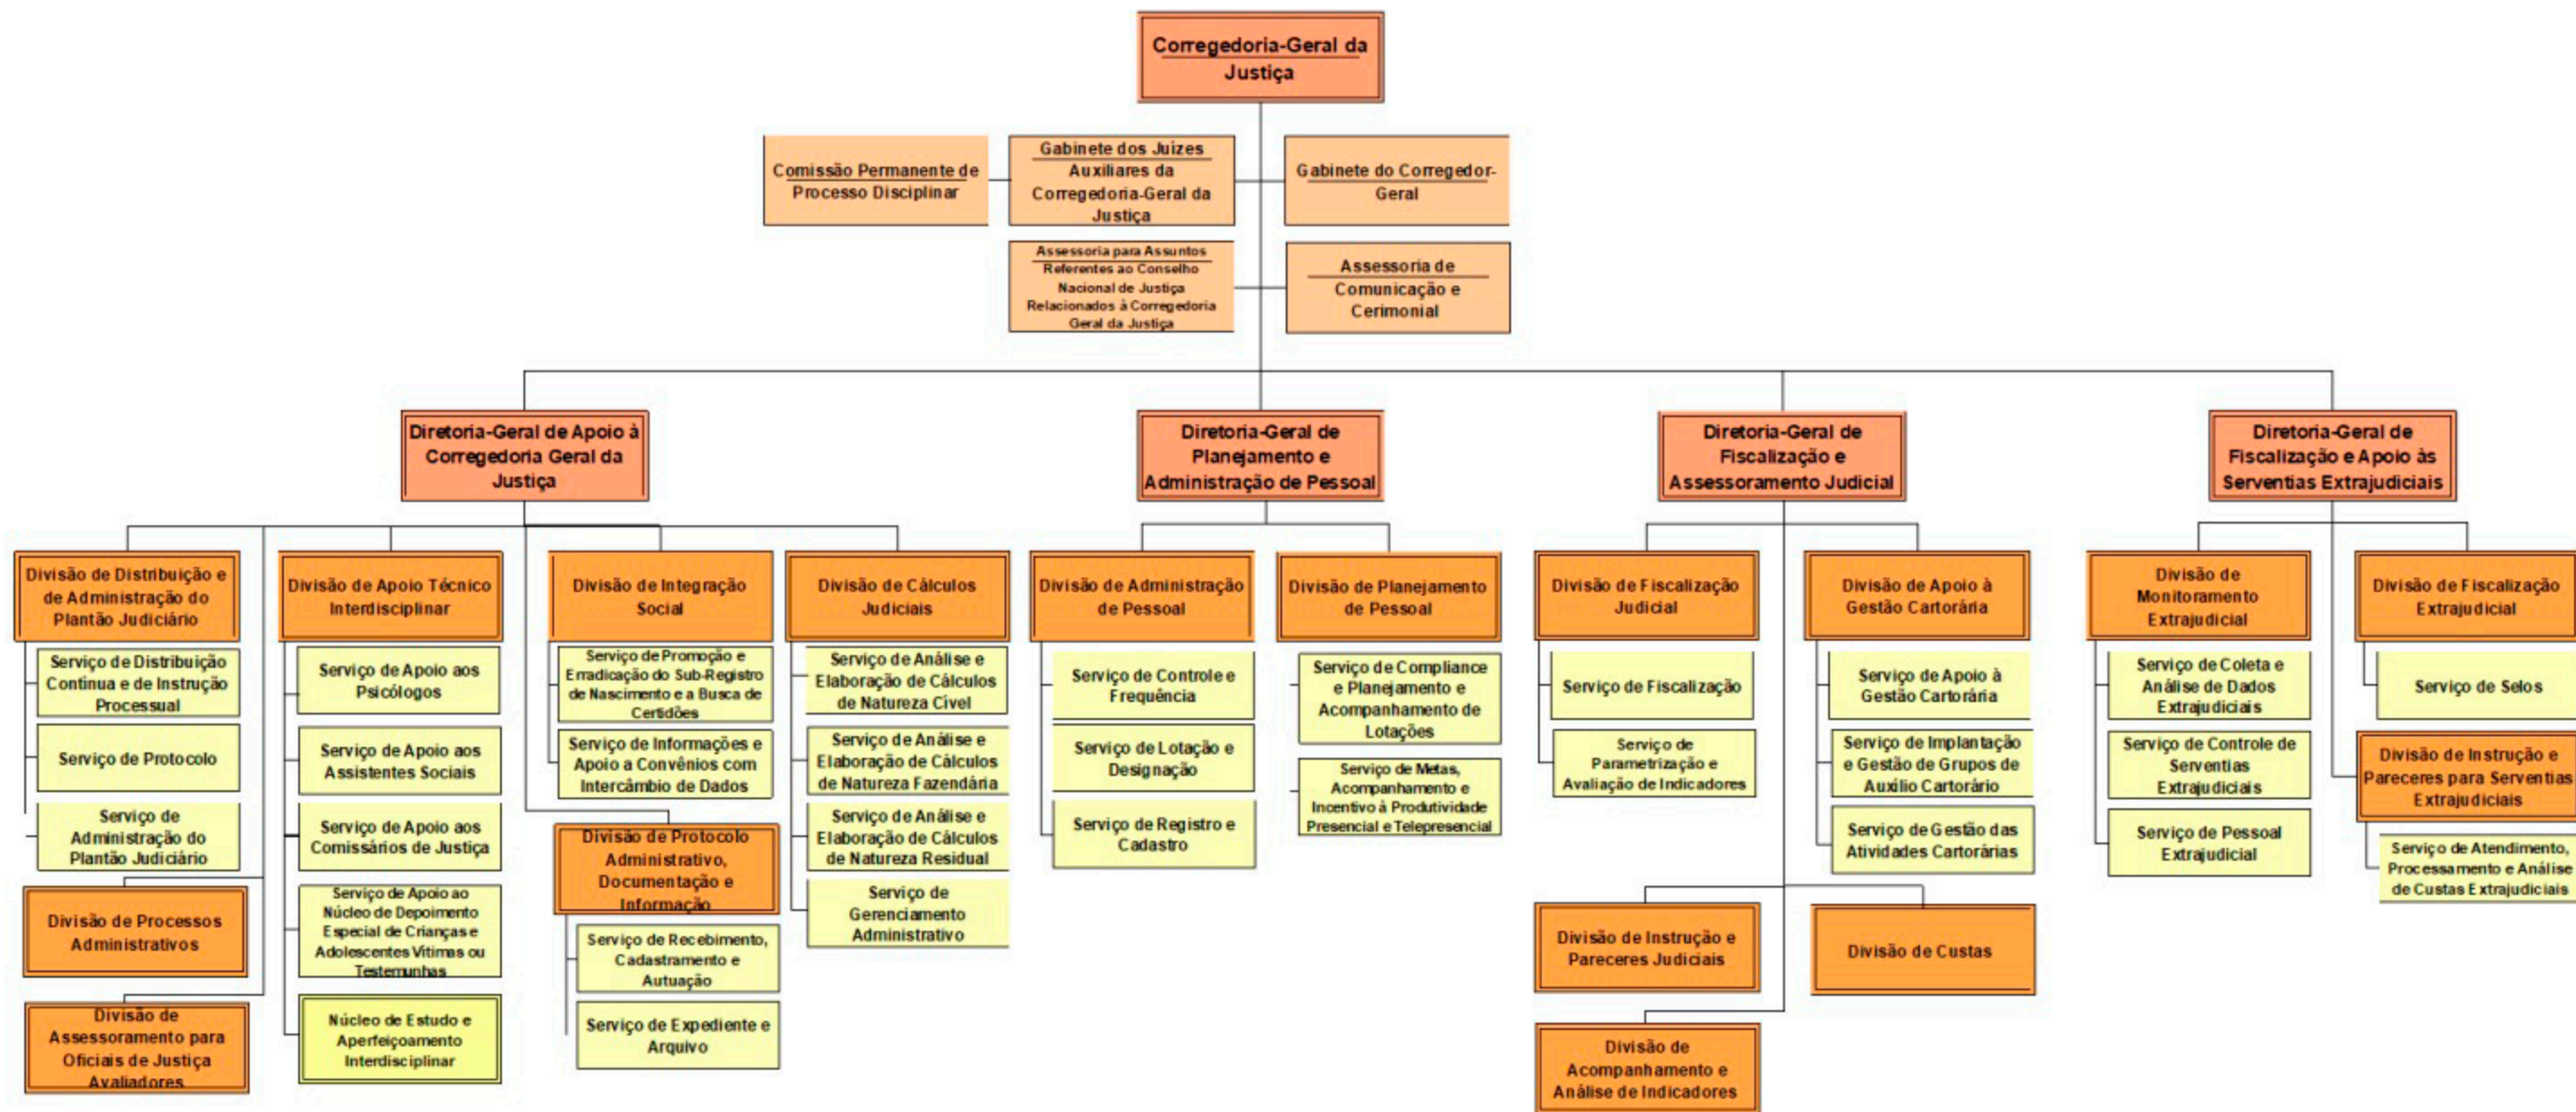 Corregedoria-Geral da
Justiça
Comissão Permanente de
Processo Disciplinar
Gabinete dos Juízes
Auxiliares da
Corregedoria-Geral da
Justiça
Gabinete do Corregedor-
Geral
Assessoria para Assuntos
Referentes ao Conselho
Nacional de Justiça
Relacionados à Corregedoria
Geral da Justiça
Assessoria de
Comunicação e
Cerimonial
Diretoria-Geral de Apoio à
Corregedoria Geral da
Justiça
Diretoria-Geral de
Planejamento e
Administração de Pessoal
Diretoria-Geral de
Fiscalização e
Assessoramento Judicial
Diretoria-Geral de
Fiscalização e Apoio às
Serventias Extrajudiciais
Divisão de Distribuição e
de Administração do
Plantão Judiciário
Serviço de Distribuição
Contínua e de Instrução
Processual
Serviço de Protocolo
Serviço de
Administração do
Plantão Judiciário
Divisão de Processos
Administrativos
Divisão de
Assessoramento para
Oficiais de Justiça
Avaliadores
Divisão de Apoio Técnico
Interdisciplinar
Serviço de Apoio aos
Psicólogos
Serviço de Apoio aos
Assistentes Sociais
Serviço de Apoio aos
Comissários de Justiça
Serviço de Apoio ao
Núcleo de Depoimento
Especial de Crianças e
Adolescentes Vítimas ou
Testemunhas
Núcleo de Estudo e
Aperfeiçoamento
Interdisciplinar
Divisão de Integração
Social
Serviço de Promoção e
Erradicação do Sub-Registro
de Nascimento e a Busca de
Certidões
Serviço de Informações e
Apoio a Convênios com
Intercâmbio de Dados
Divisão de Protocolo
Administrativo,
Documentação e
Informação
Serviço de Recebimento,
Cadastramento e
Autuação
Serviço de Expediente e
Arquivo
Divisão de Cálculos
Judiciais
Serviço de Análise e
Elaboração de Cálculos
de Natureza Cível
Serviço de Análise e
Elaboração de Cálculos
de Natureza Fazendária
Serviço de Análise e
Elaboração de Cálculos
de Natureza Residual
Serviço de
Gerenciamento
Administrativo
Divisão de Administração
de Pessoal
Serviço de Controle e
Frequência
Serviço de Lotação e
Designação
Serviço de Registro e
Cadastro
Divisão de Planejamento
de Pessoal
Serviço de Compliance
e Planejamento e
Acompanhamento de
Lotações
Serviço de Metas,
Acompanhamento e
Incentivo à Produtividade
Presencial e Telepresencial
Divisão de Fiscalização
Judicial
Serviço de Fiscalização
Serviço de
Parametrização e
Avaliação de Indicadores
Divisão de Apoio à
Gestão Cartorária
Serviço de Apoio à
Gestão Cartorária
Serviço de Implantação
e Gestão de Grupos de
Auxílio Cartorário
Serviço de Gestão das
Atividades Cartorárias
Divisão de Instrução e
Pareceres Judiciais
Divisão de Custas
Divisão de
Acompanhamento e
Análise de Indicadores
Divisão de
Monitoramento
Extrajudicial
Serviço de Coleta e
Análise de Dados
Extrajudiciais
Serviço de Controle de
Serventias
Extrajudiciais
Serviço de Pessoal
Extrajudicial
Divisão de Fiscalização
Extrajudicial
Serviço de Selos
Divisão de Instrução e
Pareceres para Serventias
Extrajudiciais
Serviço de Atendimento,
Processamento e Análise
de Custas Extrajudiciais